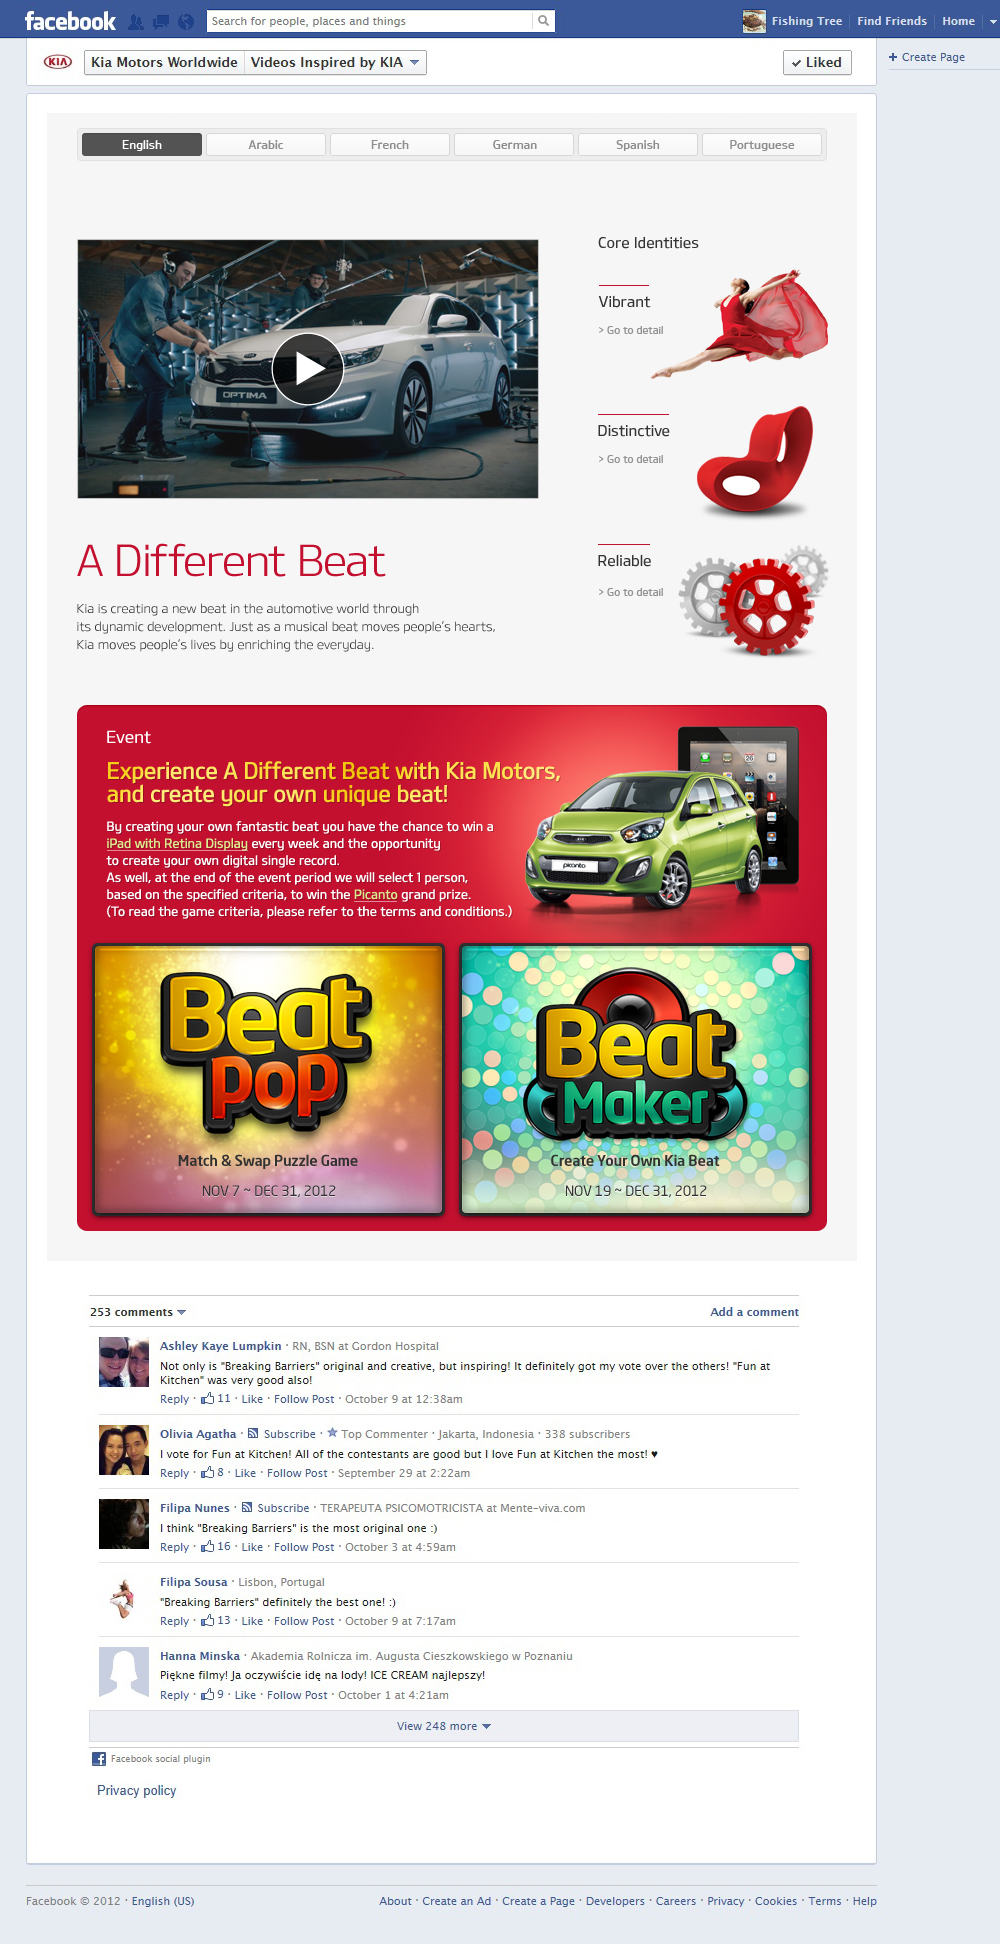 facebook
Search for people, places and things
Fishing Tree
Find Friends
Home
KIA
Kia Motors Worldwide
Videos Inspired by KIA
Liked
Create Page
English
Arabic
French
German
Spanish
Portuguese
OPTIMA
Core Identities
Vibrant
> Go to detail
Distinctive
> Go to detail
Reliable
> Go to detail
A Different Beat
Kia is creating a new beat in the automotive world through
its dynamic development. Just as a musical beat moves people's hearts,
Kia moves people's lives by enriching the everyday.
Event
Experience A Different Beat with Kia Motors,
and create your own unique beat!
By creating your own fantastic beat you have the chance to win a
iPad with Retina Display every week and the opportunity
to create your own digital single record.
As well, at the end of the event period we will select 1 person,
based on the specified criteria, to win the Picanto grand prize.
(To read the game criteria, please refer to the terms and conditions.)
picanto
Beat
Pop
Match & Swap Puzzle Game
NOV 7 ~ DEC 31, 2012
Beat
Maker
Create Your Own Kia Beat
NOV 19 ~ DEC 31, 2012
253 comments
Add a comment
Ashley Kaye Lumpkin · RN, BSN at Gordon Hospital
Not only is "Breaking Barriers" original and creative, but inspiring! It definitely got my vote over the others! "Fun at
Kitchen" was very good also!
Reply · 11 · Like · Follow Post · October 9 at 12:38am
Olivia Agatha · Subscribe · Top Commenter · Jakarta, Indonesia · 338 subscribers
I vote for Fun at Kitchen! All of the contestants are good but I love Fun at Kitchen the most! ♥
Reply · 8 · Like · Follow Post · September 29 at 2:22am
Filipa Nunes · Subscribe · TERAPEUTA PSICOMOTRICISTA at Mente-viva.com
I think "Breaking Barriers" is the most original one :)
Reply · 16 · Like · Follow Post · October 3 at 4:59am
Filipa Sousa · Lisbon, Portugal
"Breaking Barriers" definitely the best one! :)
Reply · 13 · Like · Follow Post · October 9 at 7:17am
Hanna Minska · Akademia Rolnicza im. Augusta Cieszkowskiego w Poznaniu
Piękne filmy! Ja oczywiście idę na lody! ICE CREAM najlepszy!
Reply · 9 · Like · Follow Post · October 1 at 4:21am
View 248 more
Facebook social plugin
Privacy policy
Facebook © 2012 · English (US)
About · Create an Ad · Create a Page · Developers · Careers · Privacy · Cookies · Terms · Help